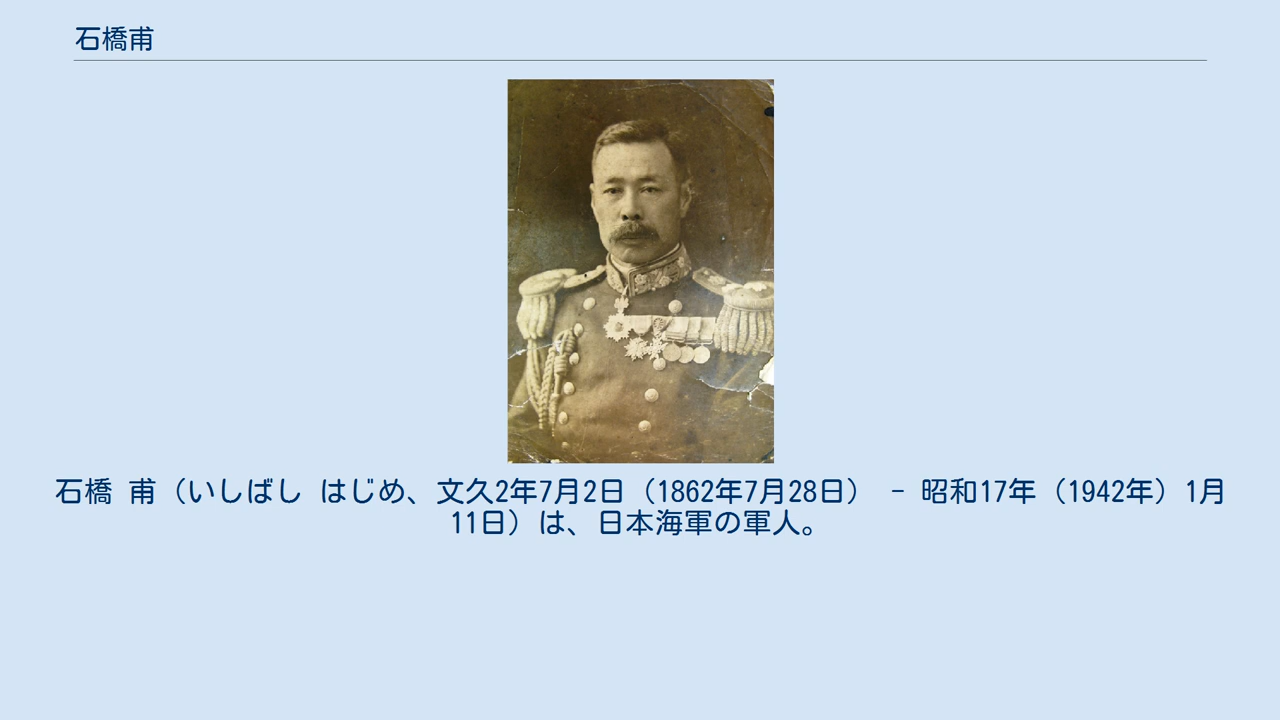 石橋甫
石橋 甫（いしばし はじめ、文久2年7月2日（1862年7月28日） - 昭和17年（1942年）1月
11日）は、日本海軍の軍人。